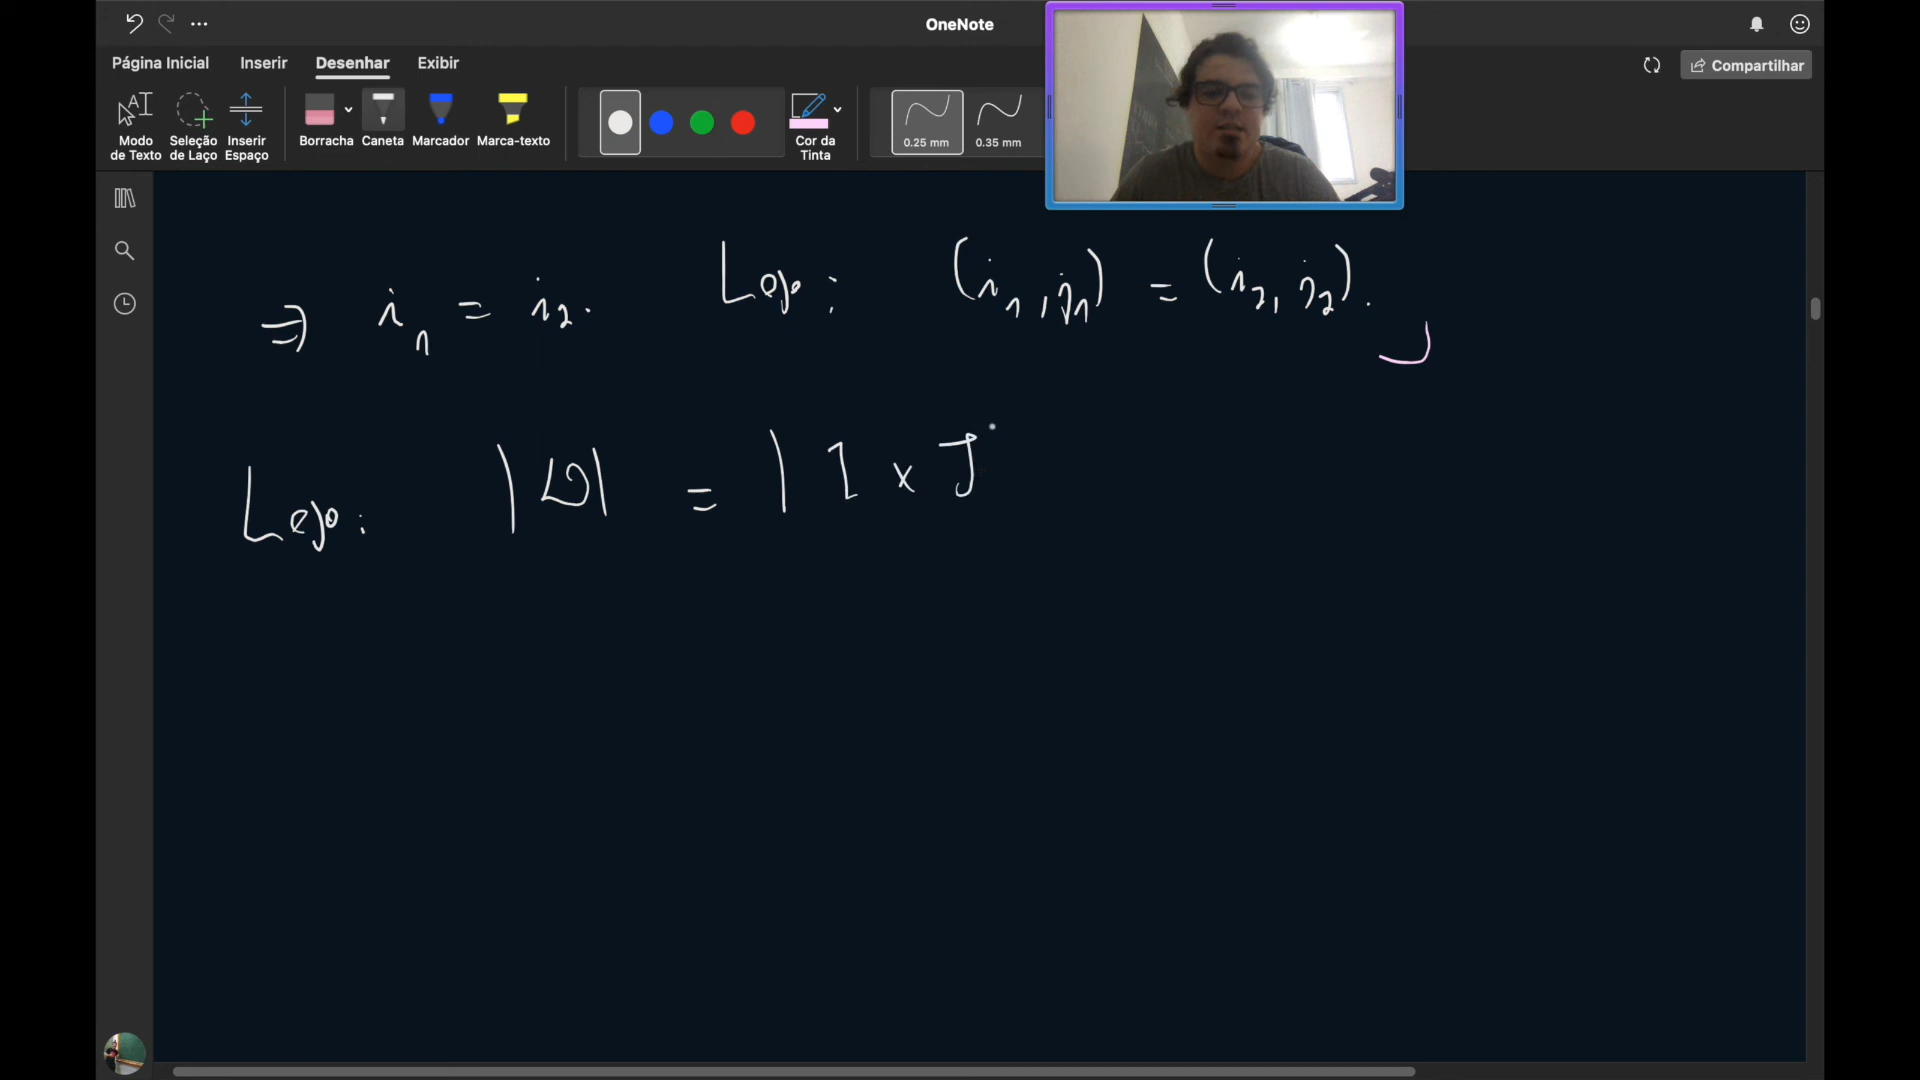 OneNote
Página Inicial Inserir Desenhar Exibir
Compartilhar
Modo de Texto Seleção de Laço Inserir Espaço Borracha Caneta Marcador Marca-texto Cor da Tinta 0.25 mm 0.35 mm
⇒ i₁ = i₂. Logo: (i₁, j₁) = (i₂, j₂).
Logo: |D| = | I × J